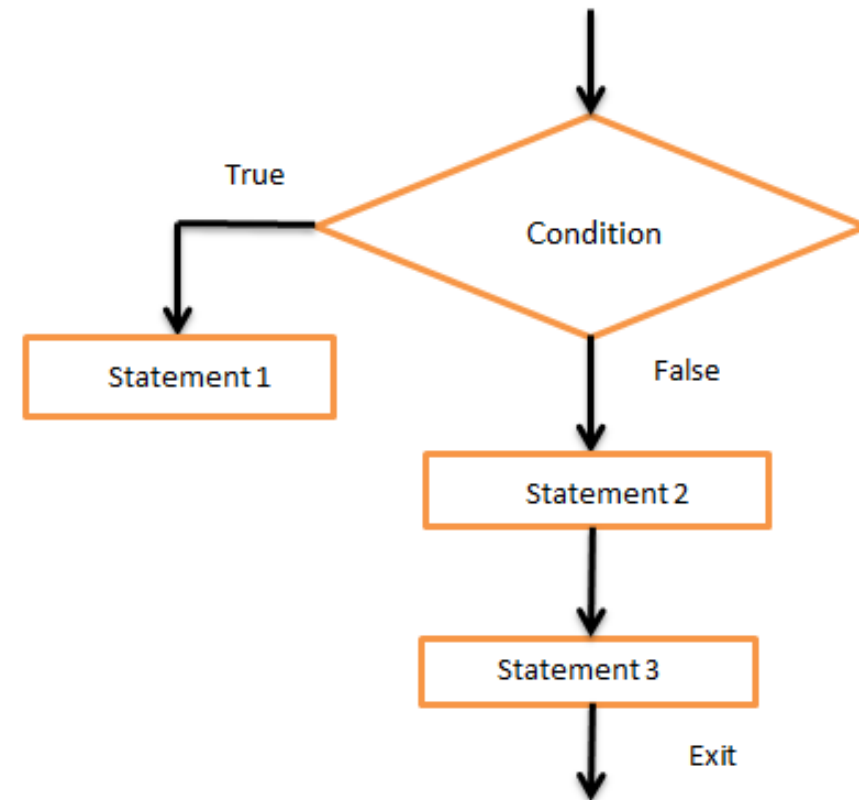 True
Condition
False
Statement 1
Statement 2
Statement 3
Exit